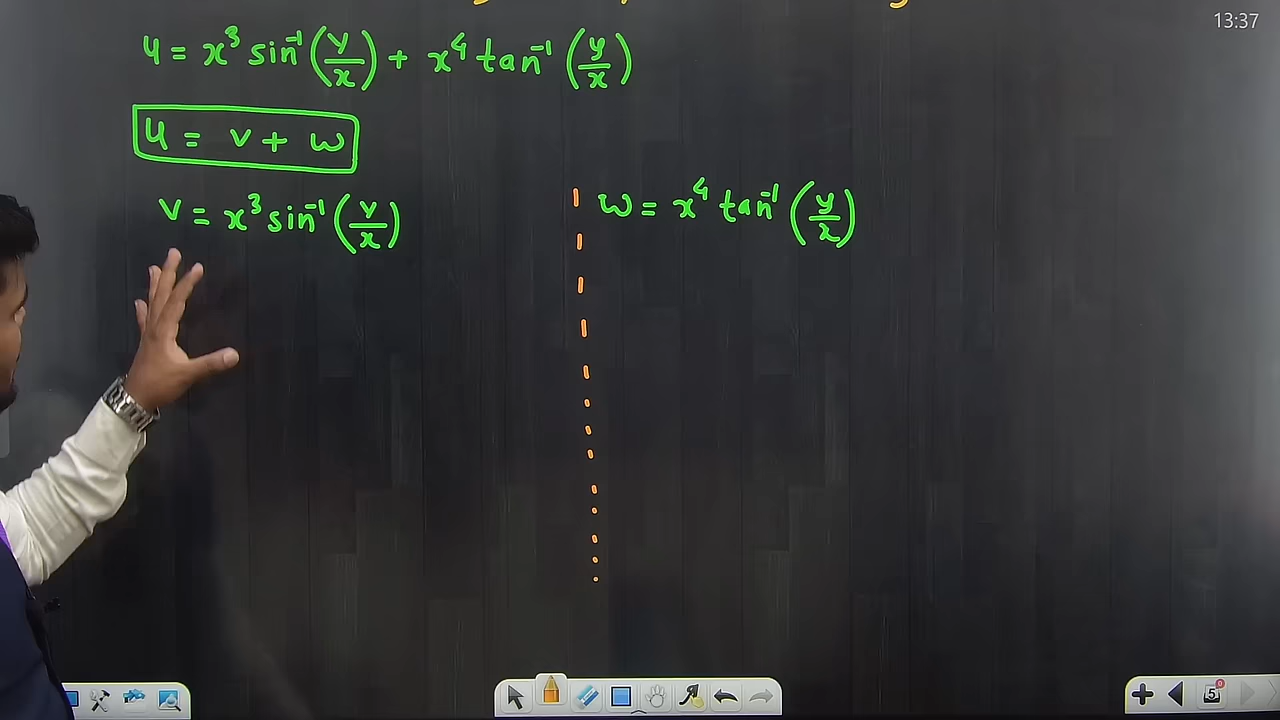 13:37
u = x³ sin⁻¹(y/x) + x⁴ tan⁻¹(y/x)
u = v + w
v = x³ sin⁻¹(y/x)
w = x⁴ tan⁻¹(y/x)
5